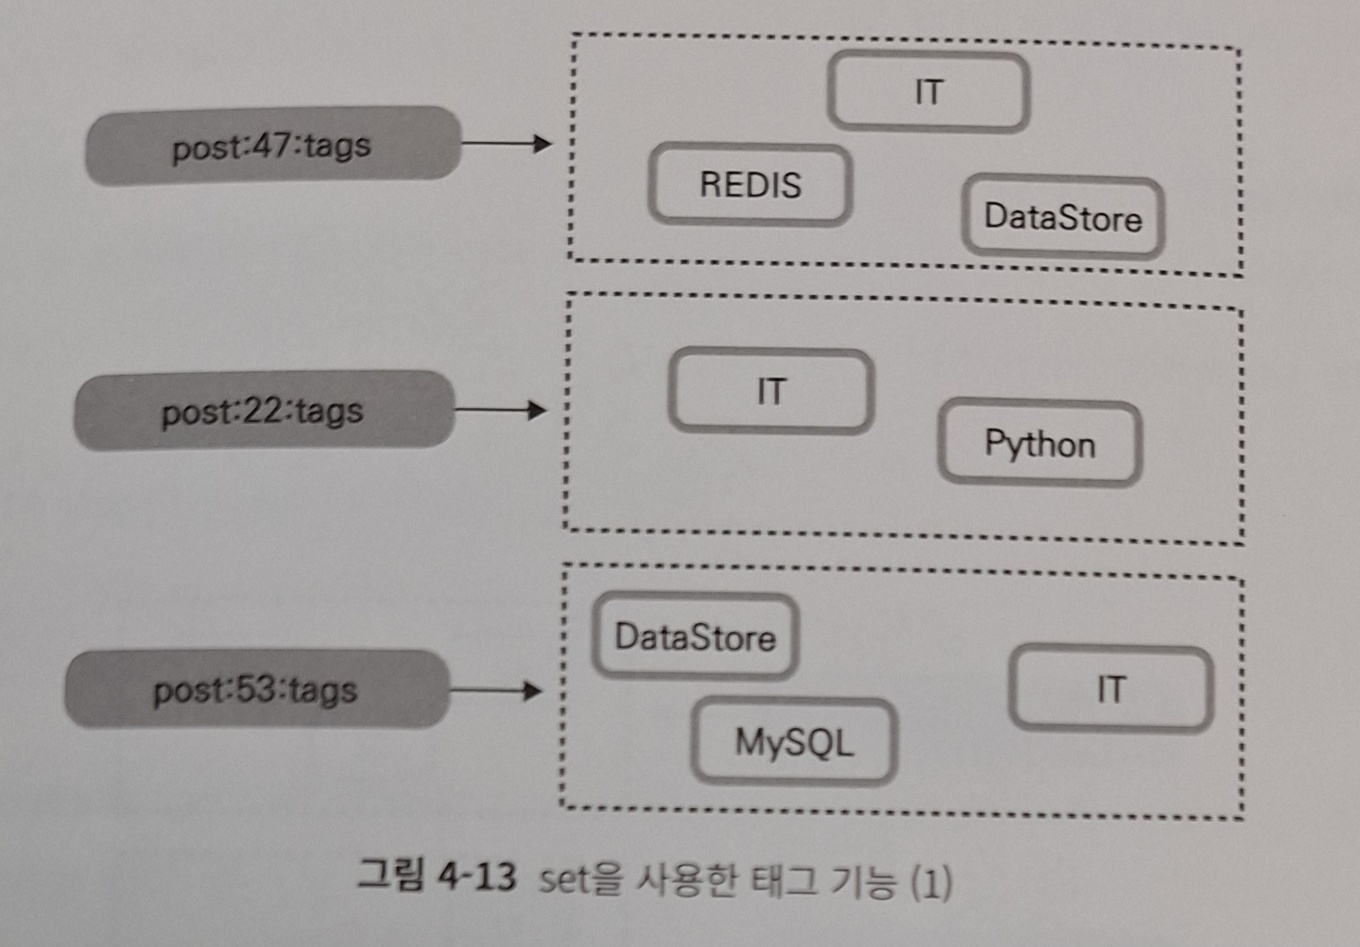 post:47:tags
IT
REDIS
DataStore
post:22:tags
IT
Python
post:53:tags
DataStore
IT
MySQL
그림 4-13 set을 사용한 태그 기능 (1)